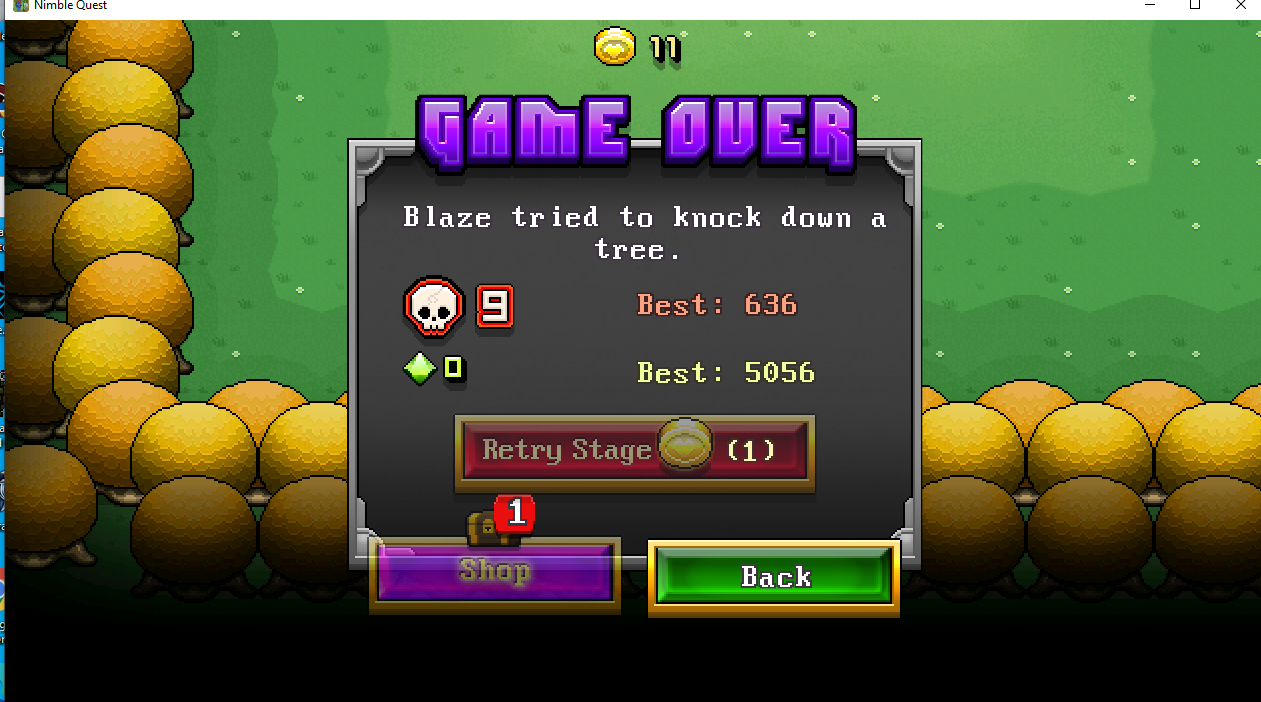 Nimble Quest
11
GAME OVER
Blaze tried to knock down a
tree.
9 Best: 636
0 Best: 5056
Retry Stage (1)
1
Shop
Back